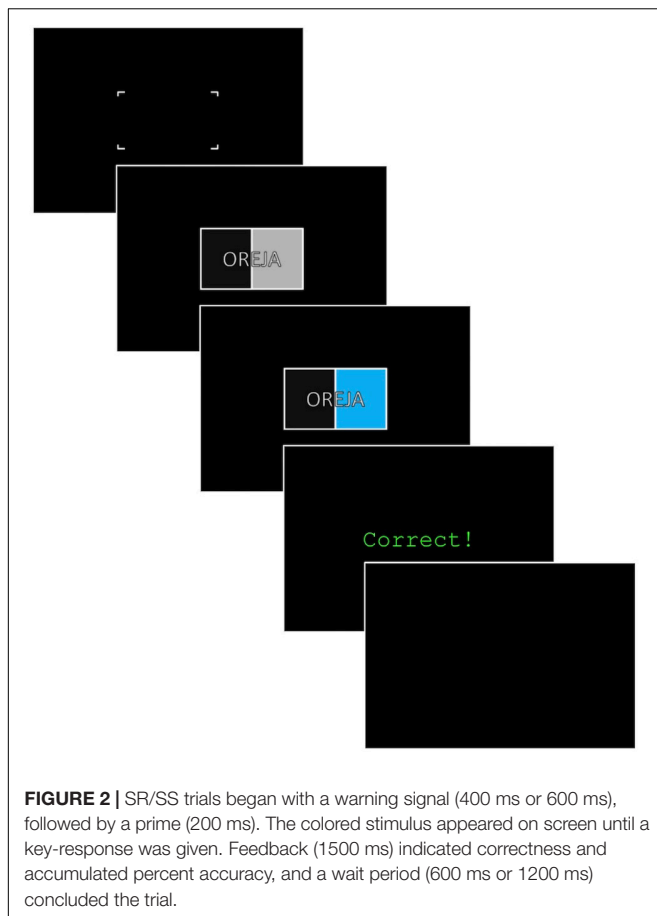 OREJA
OREJA
Correct!
FIGURE 2 | SR/SS trials began with a warning signal (400 ms or 600 ms),
followed by a prime (200 ms). The colored stimulus appeared on screen until a
key-response was given. Feedback (1500 ms) indicated correctness and
accumulated percent accuracy, and a wait period (600 ms or 1200 ms)
concluded the trial.